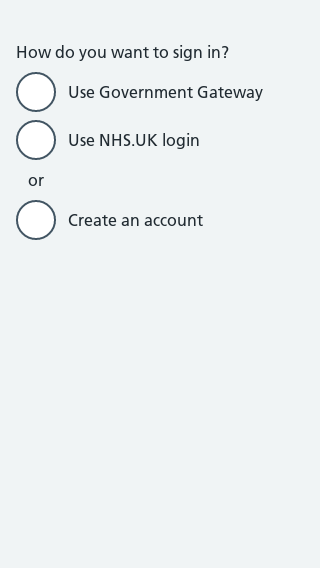 How do you want to sign in?
Use Government Gateway
Use NHS.UK login
or
Create an account